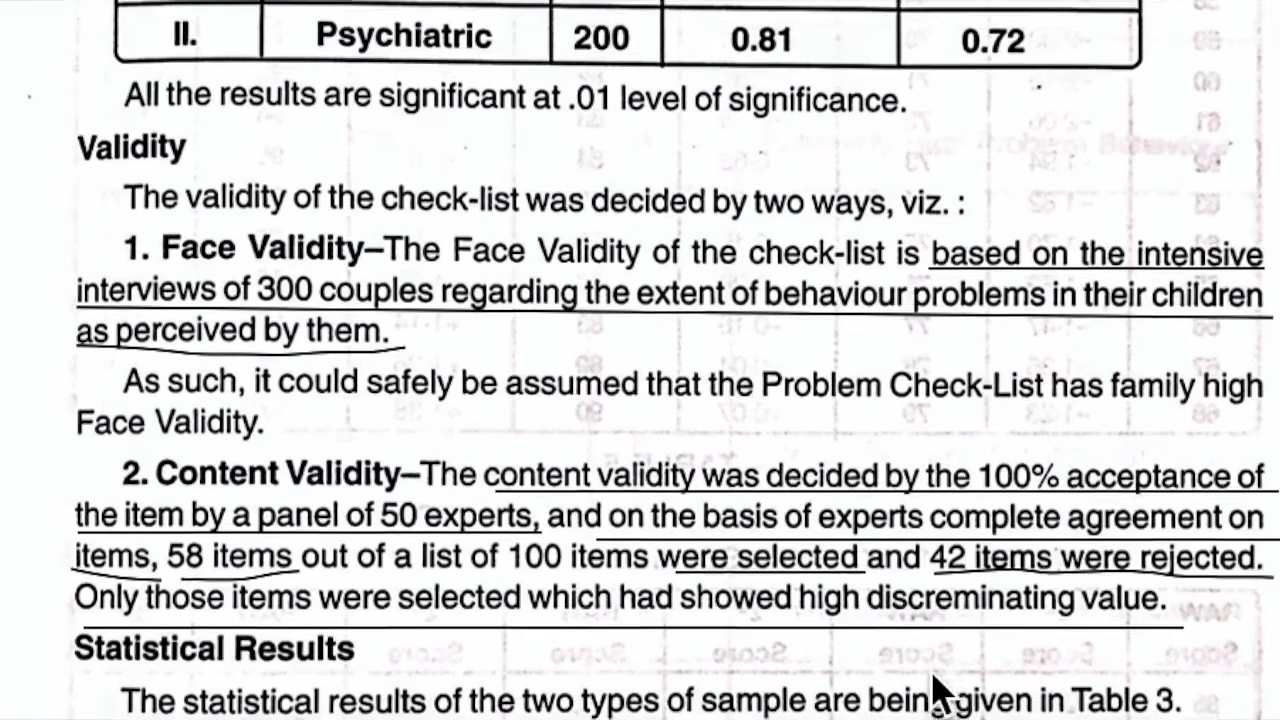 II. Psychiatric 200 0.81 0.72
All the results are significant at .01 level of significance.
Validity
The validity of the check-list was decided by two ways, viz. :
1. Face Validity–The Face Validity of the check-list is based on the intensive
interviews of 300 couples regarding the extent of behaviour problems in their children
as perceived by them.
As such, it could safely be assumed that the Problem Check-List has family high
Face Validity.
2. Content Validity–The content validity was decided by the 100% acceptance of
the item by a panel of 50 experts, and on the basis of experts complete agreement on
items, 58 items out of a list of 100 items were selected and 42 items were rejected.
Only those items were selected which had showed high discriminating value.
Statistical Results
The statistical results of the two types of sample are being given in Table 3.